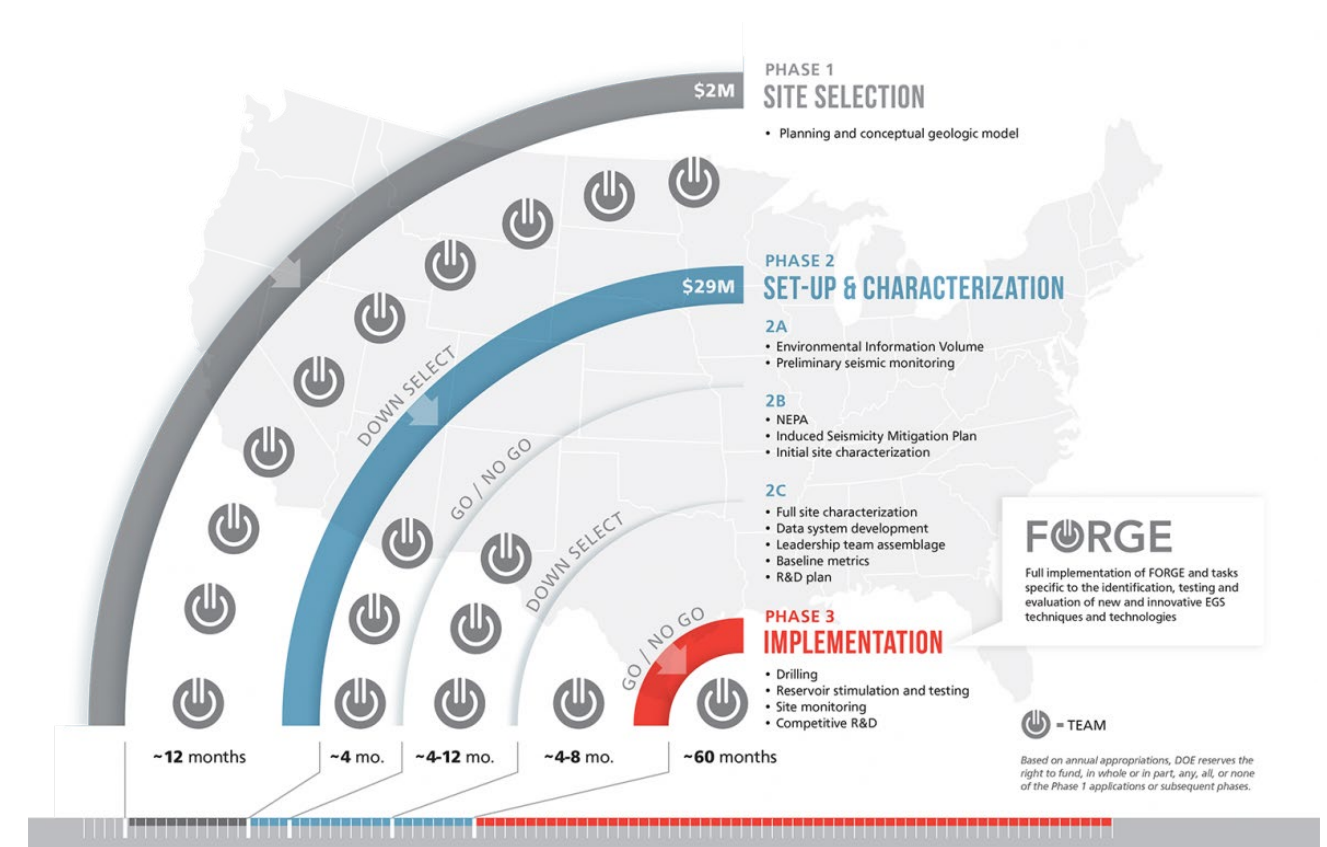 PHASE 1
$2M
SITE SELECTION
• Planning and conceptual geologic model
PHASE 2
$29M
SET-UP & CHARACTERIZATION
2A
• Environmental Information Volume
• Preliminary seismic monitoring
2B
• NEPA
• Induced Seismicity Mitigation Plan
• Initial site characterization
2C
• Full site characterization
• Data system development
• Leadership team assemblage
• Baseline metrics
• R&D plan
DOWN SELECT
GO / NO GO
DOWN SELECT
GO / NO GO
FORGE
Full implementation of FORGE and tasks
specific to the identification, testing and
evaluation of new and innovative EGS
techniques and technologies
PHASE 3
IMPLEMENTATION
• Drilling
• Reservoir stimulation and testing
• Site monitoring
• Competitive R&D
= TEAM
~12 months
~4 mo.
~4-12 mo.
~4-8 mo.
~60 months
Based on annual appropriations, DOE reserves the
right to fund, in whole or in part, any, all, or none
of the Phase 1 applications or subsequent phases.